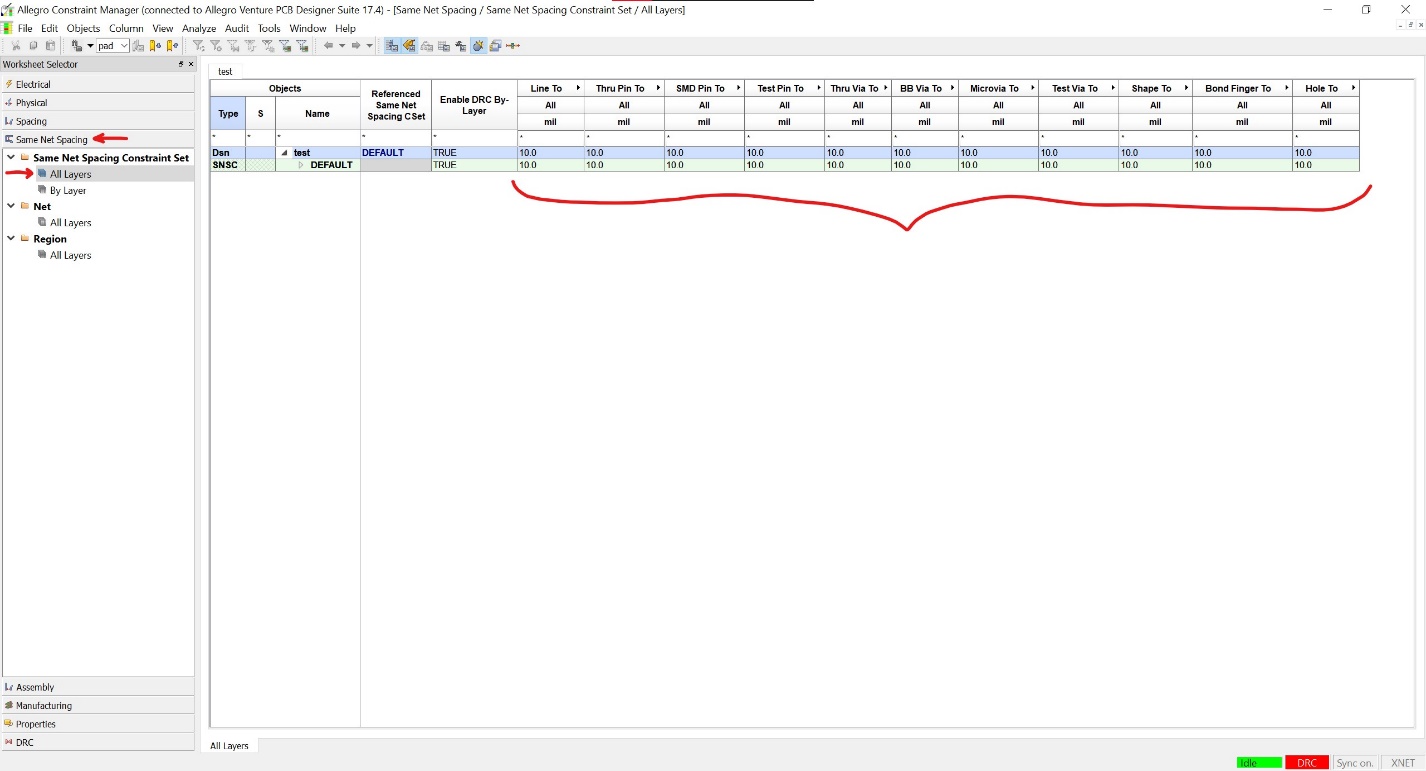 Allegro Constraint Manager (connected to Allegro Venture PCB Designer Suite 17.4) - [Same Net Spacing / Same Net Spacing Constraint Set / All Layers]
File Edit Objects Column View Analyze Audit Tools Window Help
pad
Worksheet Selector
Electrical
Physical
Spacing
Same Net Spacing
Same Net Spacing Constraint Set
All Layers
By Layer
Net
All Layers
Region
All Layers
Assembly
Manufacturing
Properties
DRC
test
Objects Referenced Same Net Spacing CSet Enable DRC By-Layer Line To Thru Pin To SMD Pin To Test Pin To Thru Via To BB Via To Microvia To Test Via To Shape To Bond Finger To Hole To
Type S Name All All All All All All All All All All All
mil mil mil mil mil mil mil mil mil mil mil
* * * * * * * * * * * * * * * *
Dsn test DEFAULT TRUE 10.0 10.0 10.0 10.0 10.0 10.0 10.0 10.0 10.0 10.0 10.0
SNSC DEFAULT TRUE 10.0 10.0 10.0 10.0 10.0 10.0 10.0 10.0 10.0 10.0 10.0
All Layers
Idle DRC Sync on. XNET